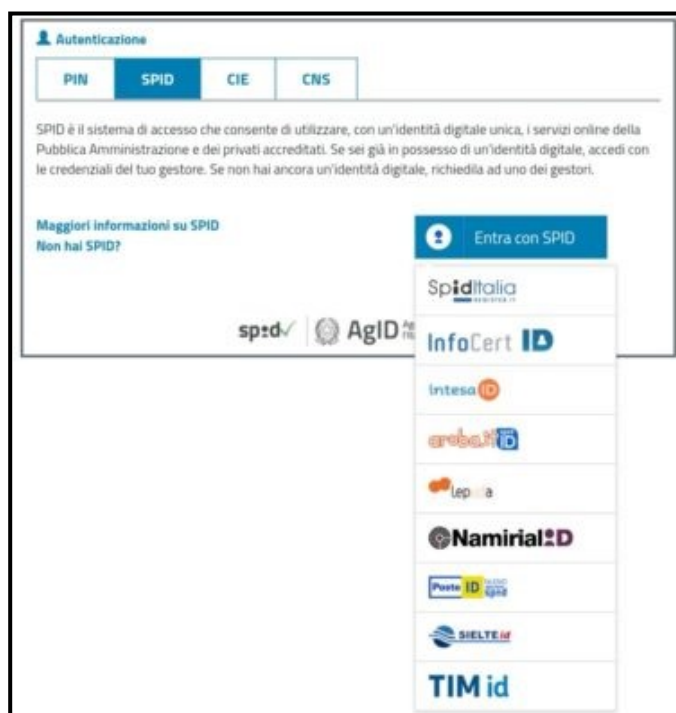 Autenticazione
PIN SPID CIE CNS
SPID è il sistema di accesso che consente di utilizzare, con un'identità digitale unica, i servizi online della
Pubblica Amministrazione e dei privati accreditati. Se sei già in possesso di un'identità digitale, accedi con
le credenziali del tuo gestore. Se non hai ancora un'identità digitale, richiedila ad uno dei gestori.
Maggiori informazioni su SPID
Non hai SPID?
Entra con SPID
spid AgID
SpidItalia
REGISTER.IT
InfoCert ID
intesa ID
aruba.it ID
Namirial ID
Poste ID
spid
SIELTE id
TIM id